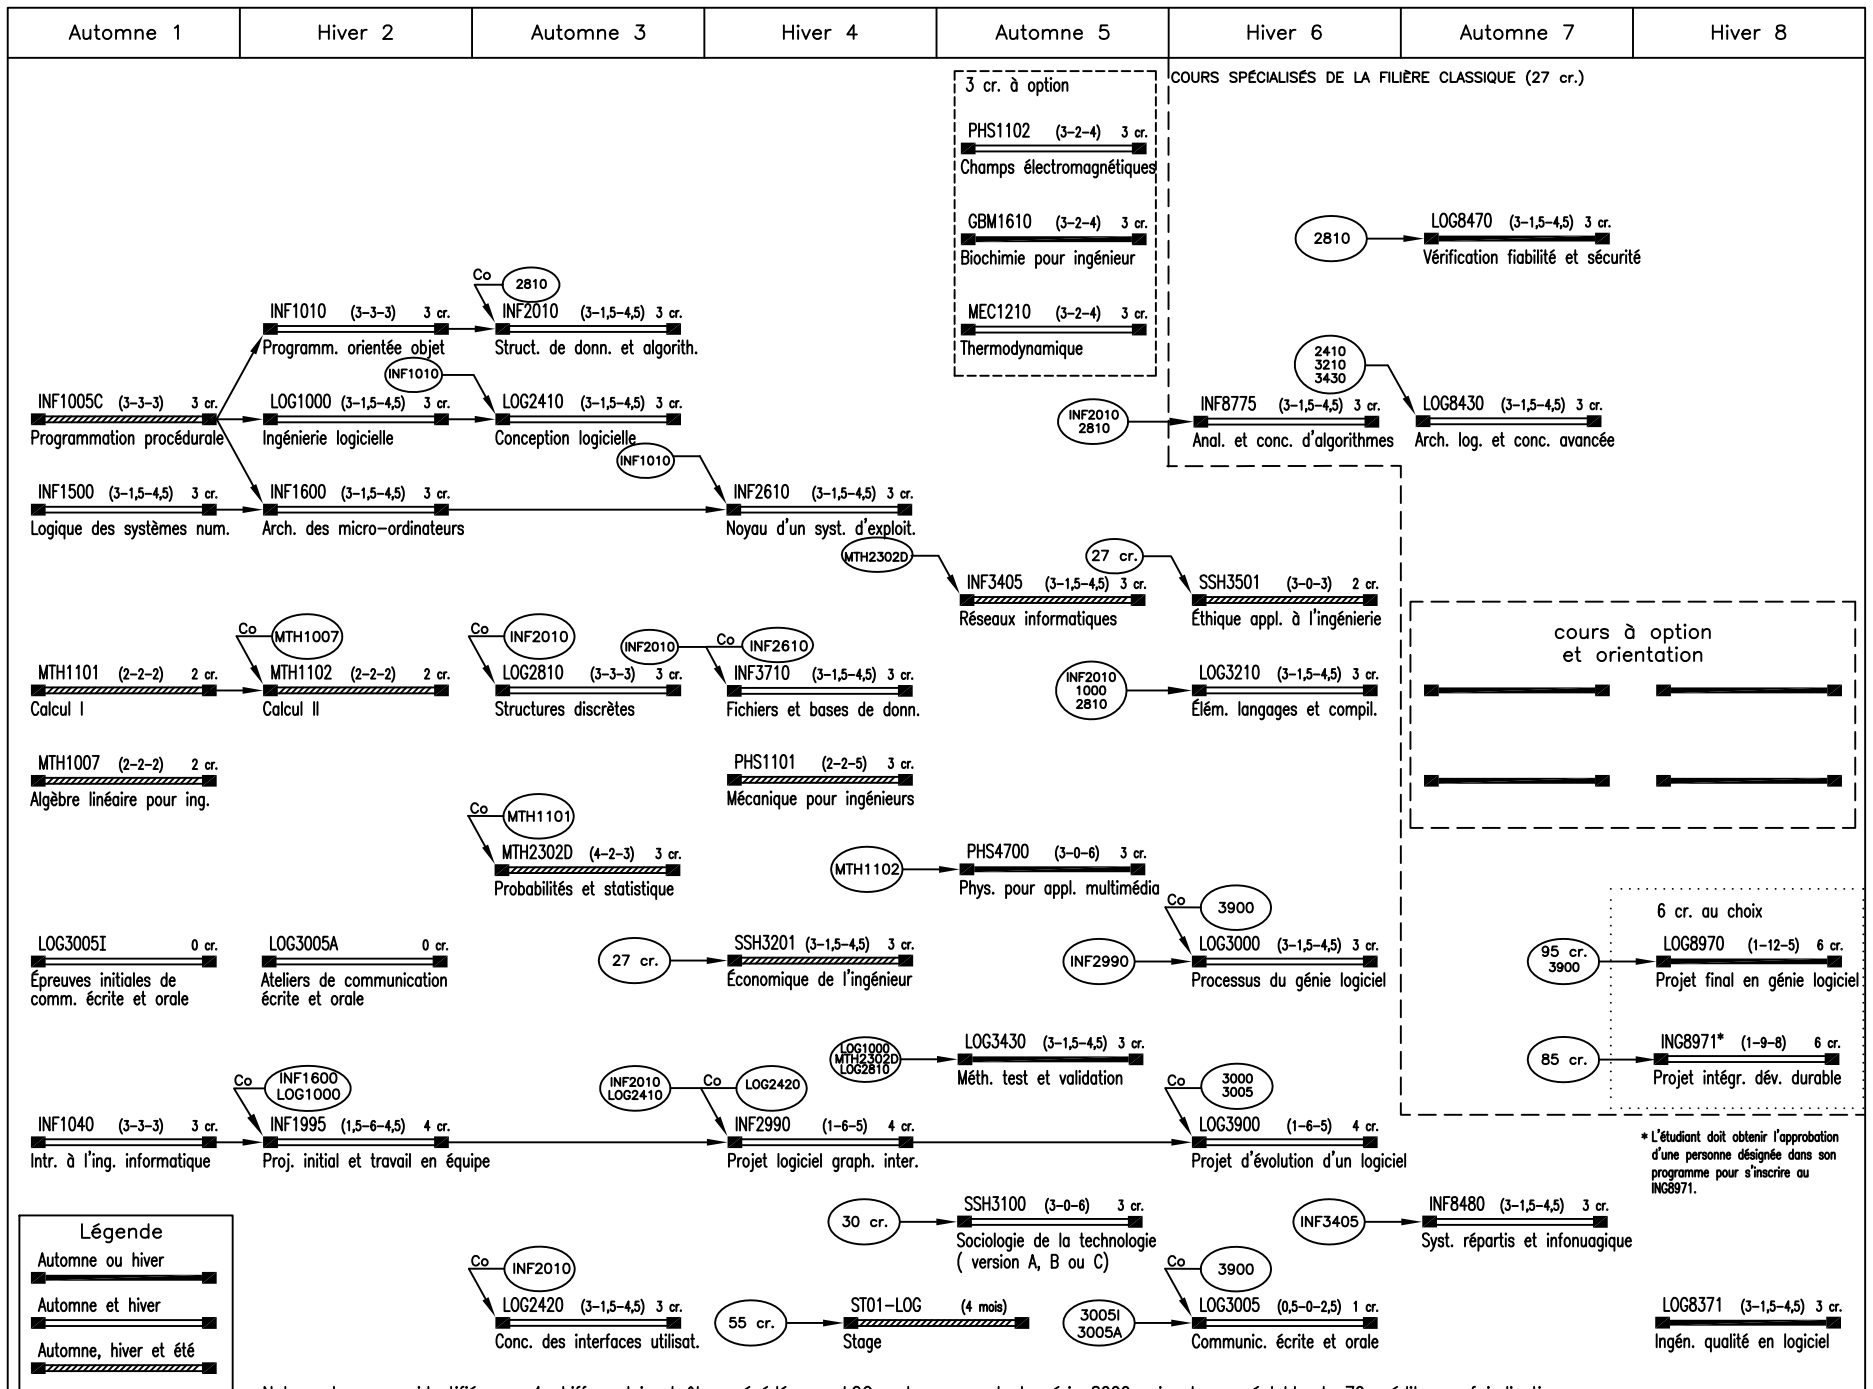 Automne 1
Hiver 2
Automne 3
Hiver 4
Automne 5
Hiver 6
Automne 7
Hiver 8
COURS SPÉCIALISÉS DE LA FILIÈRE CLASSIQUE (27 cr.)
3 cr. à option
PHS1102 (3-2-4) 3 cr.
Champs électromagnétiques
GBM1610 (3-2-4) 3 cr.
Biochimie pour ingénieur
2810
LOG8470 (3-1,5-4,5) 3 cr.
Vérification fiabilité et sécurité
Co
2810
INF1010 (3-3-3) 3 cr.
Programm. orientée objet
INF2010 (3-1,5-4,5) 3 cr.
Struct. de donn. et algorith.
MEC1210 (3-2-4) 3 cr.
Thermodynamique
INF1010
2410
3210
3430
INF1005C (3-3-3) 3 cr.
Programmation procédurale
LOG1000 (3-1,5-4,5) 3 cr.
Ingénierie logicielle
LOG2410 (3-1,5-4,5) 3 cr.
Conception logicielle
INF2010
2810
INF8775 (3-1,5-4,5) 3 cr.
Anal. et conc. d'algorithmes
LOG8430 (3-1,5-4,5) 3 cr.
Arch. log. et conc. avancée
INF1010
INF1500 (3-1,5-4,5) 3 cr.
Logique des systèmes num.
INF1600 (3-1,5-4,5) 3 cr.
Arch. des micro-ordinateurs
INF2610 (3-1,5-4,5) 3 cr.
Noyau d'un syst. d'exploit.
MTH2302D
27 cr.
INF3405 (3-1,5-4,5) 3 cr.
Réseaux informatiques
SSH3501 (3-0-3) 2 cr.
Éthique appl. à l'ingénierie
Co
MTH1007
Co
INF2010
INF2010
Co
INF2610
cours à option
et orientation
MTH1101 (2-2-2) 2 cr.
Calcul I
MTH1102 (2-2-2) 2 cr.
Calcul II
LOG2810 (3-3-3) 3 cr.
Structures discrètes
INF3710 (3-1,5-4,5) 3 cr.
Fichiers et bases de donn.
INF2010
1000
2810
LOG3210 (3-1,5-4,5) 3 cr.
Élém. langages et compil.
MTH1007 (2-2-2) 2 cr.
Algèbre linéaire pour ing.
PHS1101 (2-2-5) 3 cr.
Mécanique pour ingénieurs
Co
MTH1101
MTH2302D (4-2-3) 3 cr.
Probabilités et statistique
MTH1102
PHS4700 (3-0-6) 3 cr.
Phys. pour appl. multimédia
Co
3900
6 cr. au choix
LOG3005I 0 cr.
Épreuves initiales de
comm. écrite et orale
LOG3005A 0 cr.
Ateliers de communication
écrite et orale
27 cr.
SSH3201 (3-1,5-4,5) 3 cr.
Économique de l'ingénieur
INF2990
LOG3000 (3-1,5-4,5) 3 cr.
Processus du génie logiciel
95 cr.
3900
LOG8970 (1-12-5) 6 cr.
Projet final en génie logiciel
LOG1000
MTH2302D
LOG2810
LOG3430 (3-1,5-4,5) 3 cr.
Méth. test et validation
85 cr.
ING8971* (1-9-8) 6 cr.
Projet intégr. dév. durable
Co
INF1600
LOG1000
INF2010
LOG2410
Co
LOG2420
Co
3000
3005
INF1040 (3-3-3) 3 cr.
Intr. à l'ing. informatique
INF1995 (1,5-6-4,5) 4 cr.
Proj. initial et travail en équipe
INF2990 (1-6-5) 4 cr.
Projet logiciel graph. inter.
LOG3900 (1-6-5) 4 cr.
Projet d'évolution d'un logiciel
* L'étudiant doit obtenir l'approbation
d'une personne désignée dans son
programme pour s'inscrire au
ING8971.
30 cr.
SSH3100 (3-0-6) 3 cr.
Sociologie de la technologie
( version A, B ou C)
INF3405
INF8480 (3-1,5-4,5) 3 cr.
Syst. répartis et infonuagique
Légende
Automne ou hiver
Automne et hiver
Automne, hiver et été
Co
INF2010
LOG2420 (3-1,5-4,5) 3 cr.
Conc. des interfaces utilisat.
55 cr.
ST01-LOG (4 mois)
Stage
Co
3900
3005I
3005A
LOG3005 (0,5-0-2,5) 1 cr.
Communic. écrite et orale
LOG8371 (3-1,5-4,5) 3 cr.
Ingén. qualité en logiciel